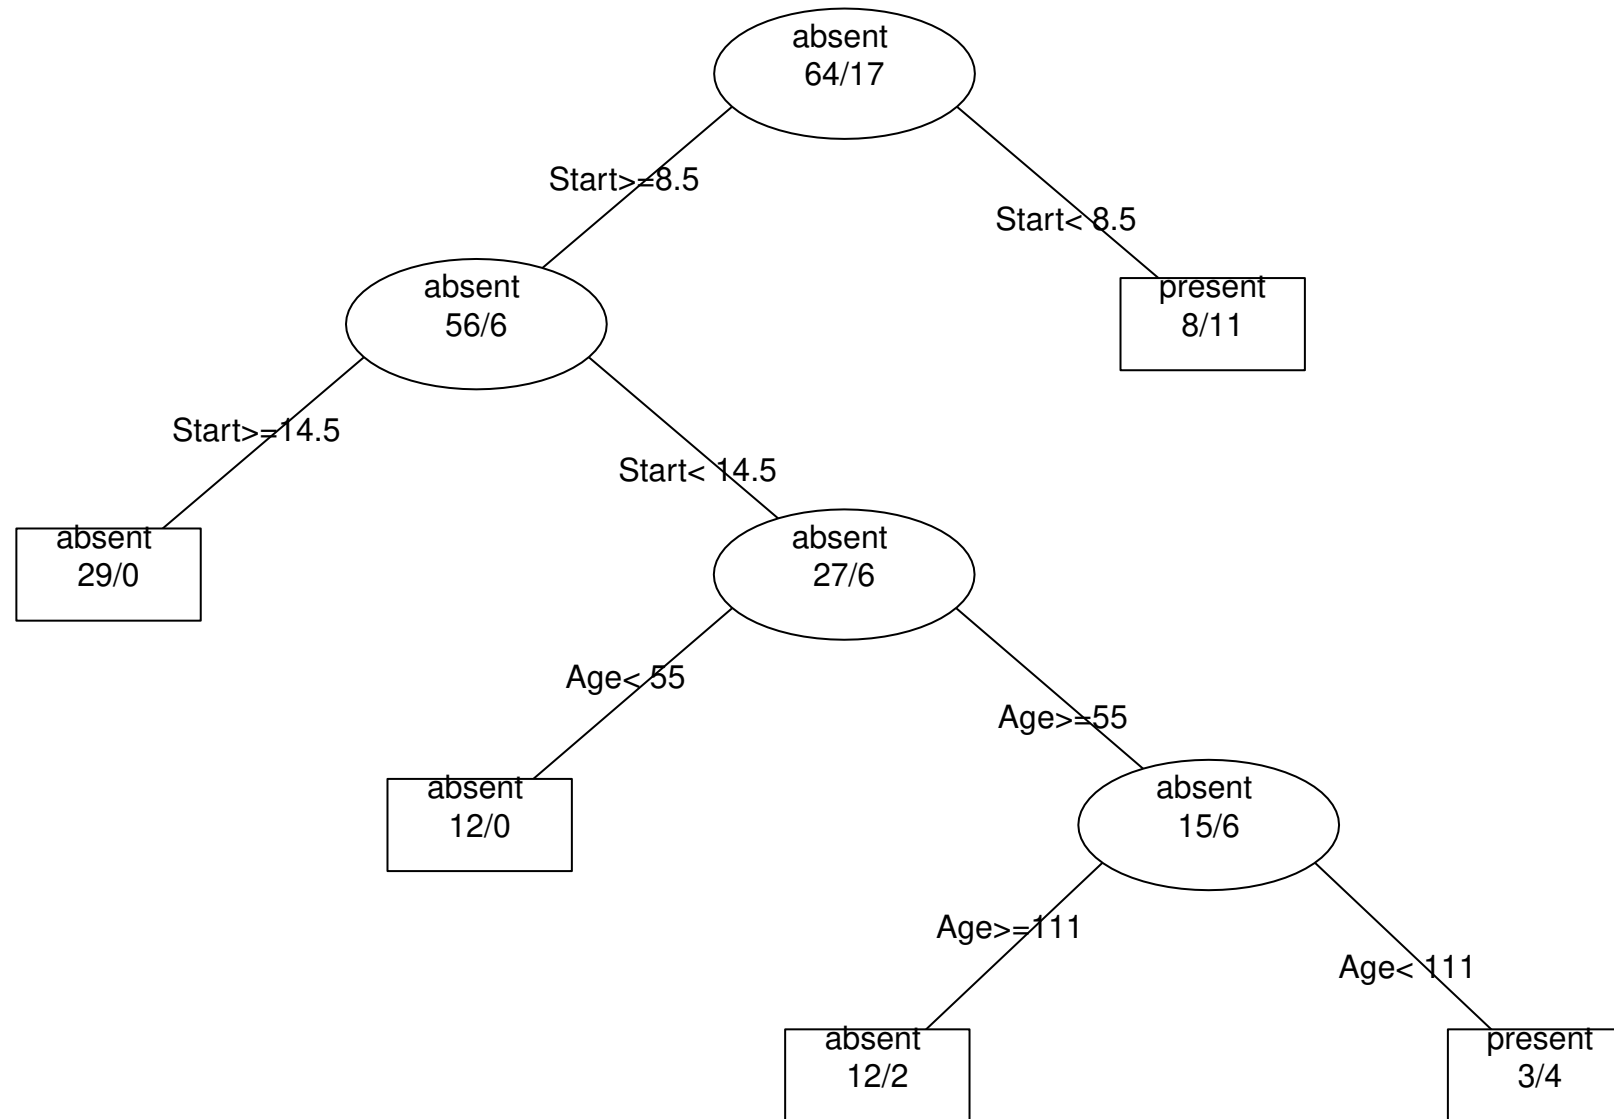 absent
64/17
Start>=8.5
Start< 8.5
absent
56/6
present
8/11
Start>=14.5
Start< 14.5
absent
29/0
absent
27/6
Age< 55
Age>=55
absent
12/0
absent
15/6
Age>=111
Age< 111
absent
12/2
present
3/4